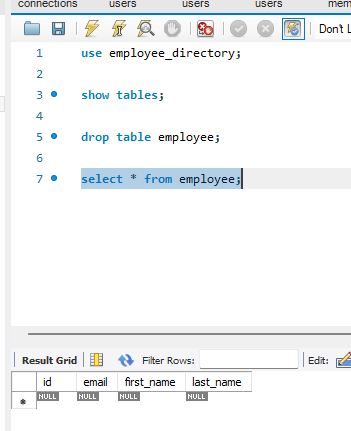 connections users users users mem
Don't L
1 use employee_directory;
2
3 show tables;
4
5 drop table employee;
6
7 select * from employee;
Result Grid Filter Rows: Edit:
id email first_name last_name
NULL NULL NULL NULL